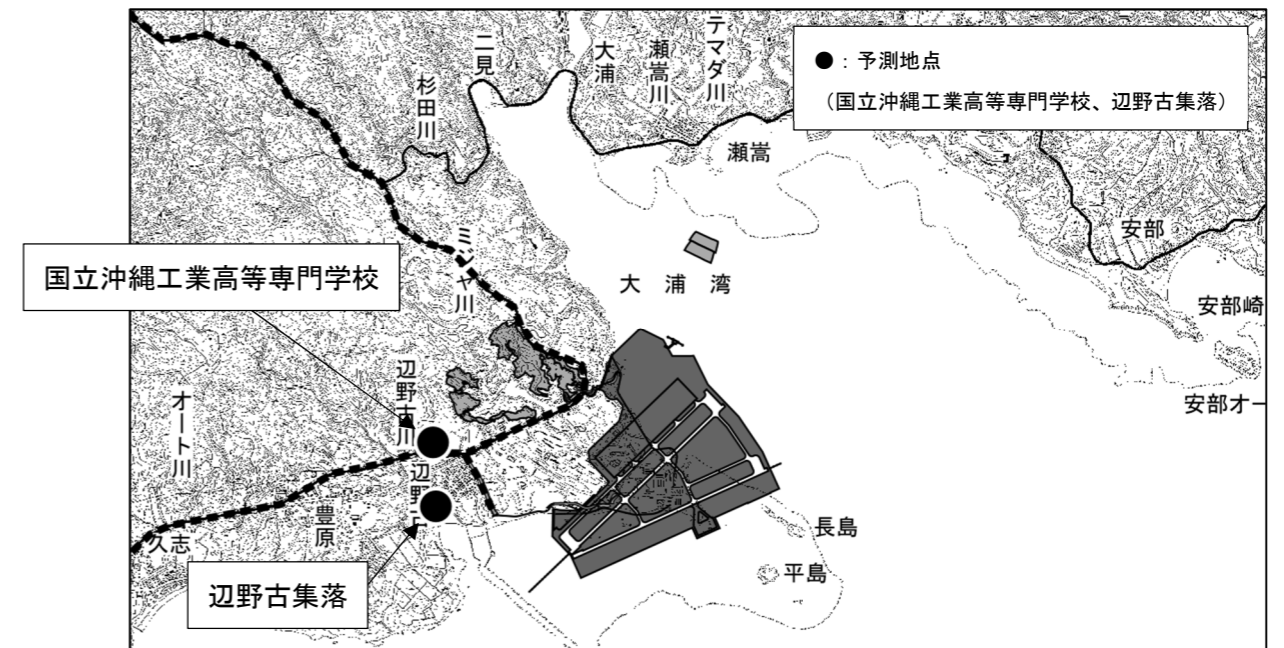 ●：予測地点
（国立沖縄工業高等専門学校、辺野古集落）
テマダ川
瀬嵩川
大浦
二見
杉田川
瀬嵩
安部
ミジャ川
国立沖縄工業高等専門学校
大浦湾
安部崎
辺野古川
オート川
安部オー
辺野
豊原
久志
長島
平島
辺野古集落